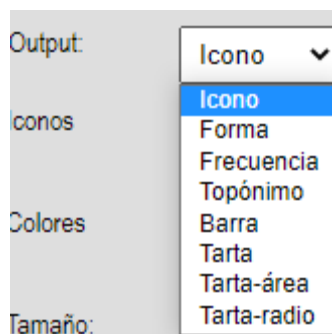 Output:
Icono
Icono
Iconos
Forma
Frecuencia
Topónimo
Colores
Barra
Tarta
Tarta-área
Tamaño:
Tarta-radio